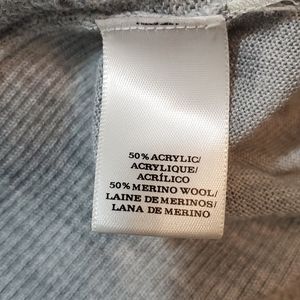 50% ACRYLIC/
ACRYLIQUE/
ACRÍLICO
50% MERINO WOOL/
LAINE DE MERINOS/
LANA DE MERINO